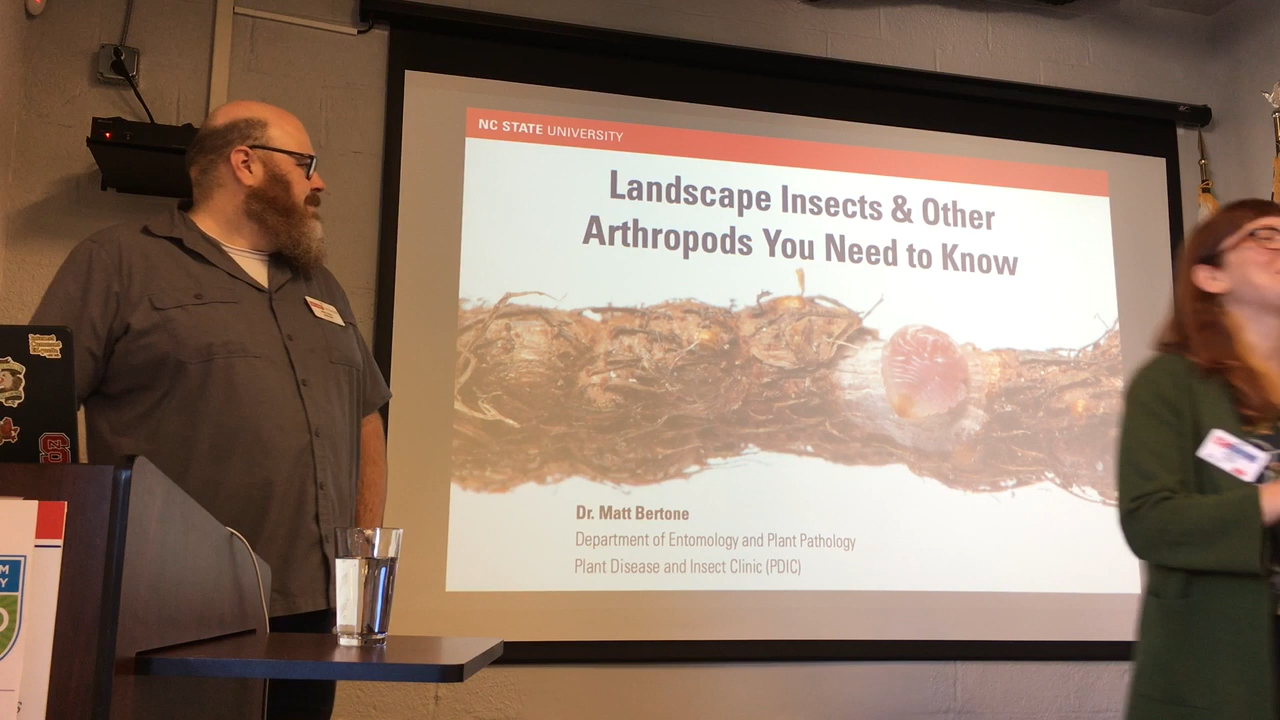 NC STATE UNIVERSITY
Landscape Insects & Other
Arthropods You Need to Know
Dr. Matt Bertone
Department of Entomology and Plant Pathology
Plant Disease and Insect Clinic (PDIC)